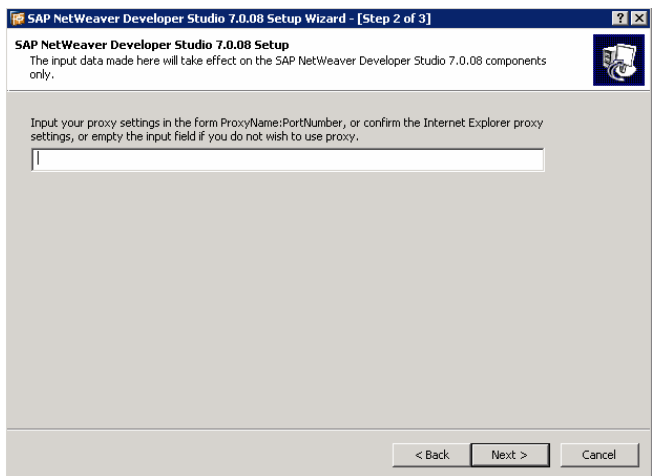 SAP NetWeaver Developer Studio 7.0.08 Setup Wizard - [Step 2 of 3]
SAP NetWeaver Developer Studio 7.0.08 Setup
The input data made here will take effect on the SAP NetWeaver Developer Studio 7.0.08 components
only.
Input your proxy settings in the form ProxyName:PortNumber, or confirm the Internet Explorer proxy
settings, or empty the input field if you do not wish to use proxy.
< Back Next > Cancel